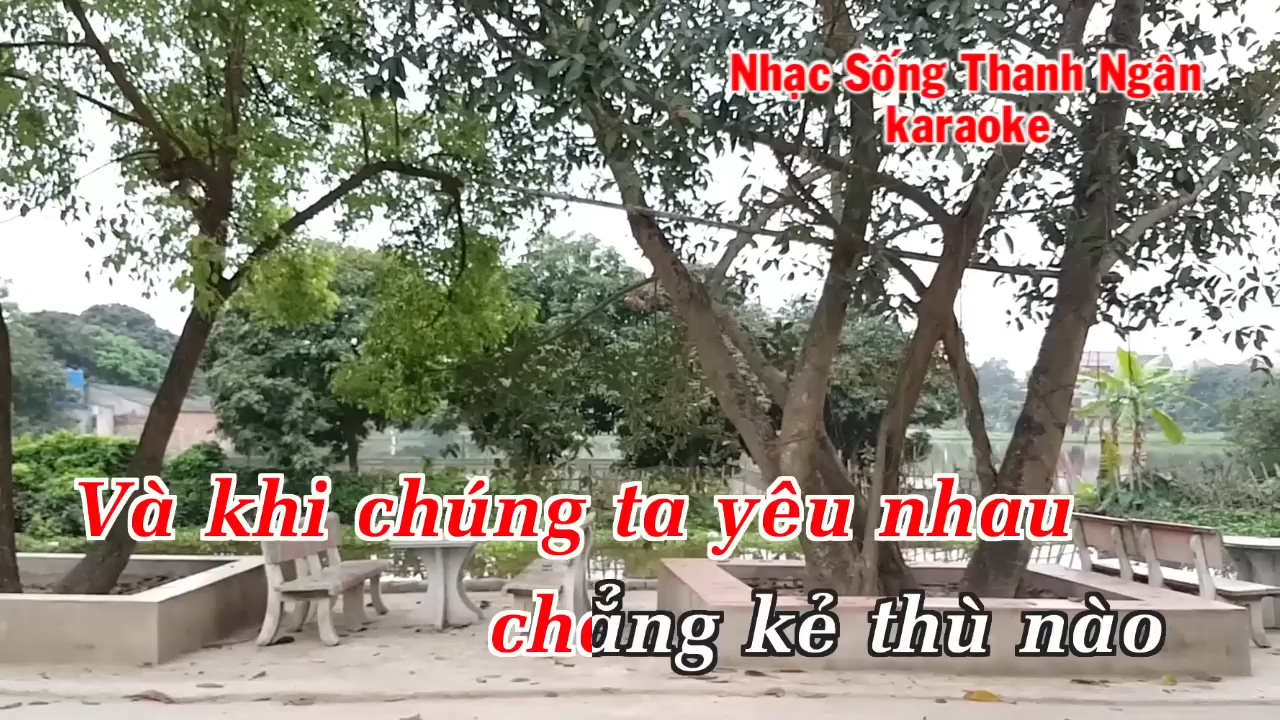 Nhạc Sống Thanh Ngân
karaoke
Và khi chúng ta yêu nhau
chẳng kẻ thù nào